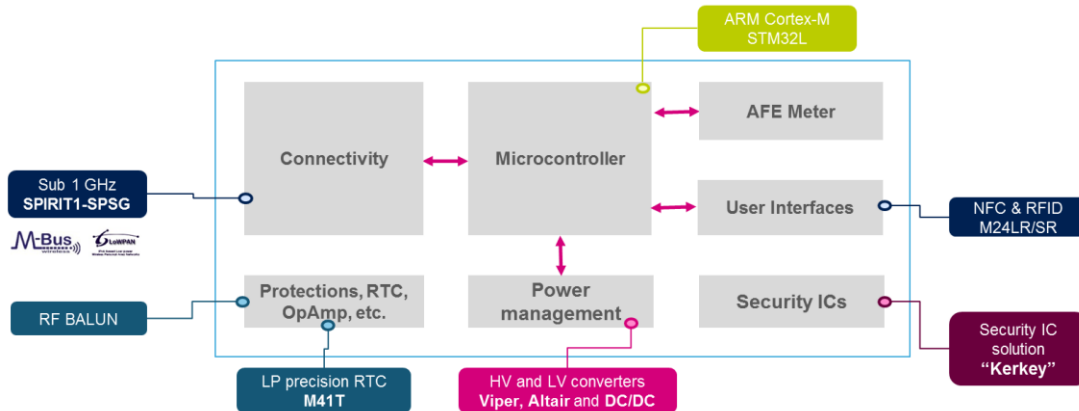 ARM Cortex-M
STM32L
Connectivity
Microcontroller
AFE Meter
Sub 1 GHz
SPIRIT1-SPSG
M-Bus
6LoWPAN
User Interfaces
NFC & RFID
M24LR/SR
RF BALUN
Protections, RTC,
OpAmp, etc.
Power
management
Security ICs
Security IC
solution
“Kerkey”
LP precision RTC
M41T
HV and LV converters
Viper, Altair and DC/DC